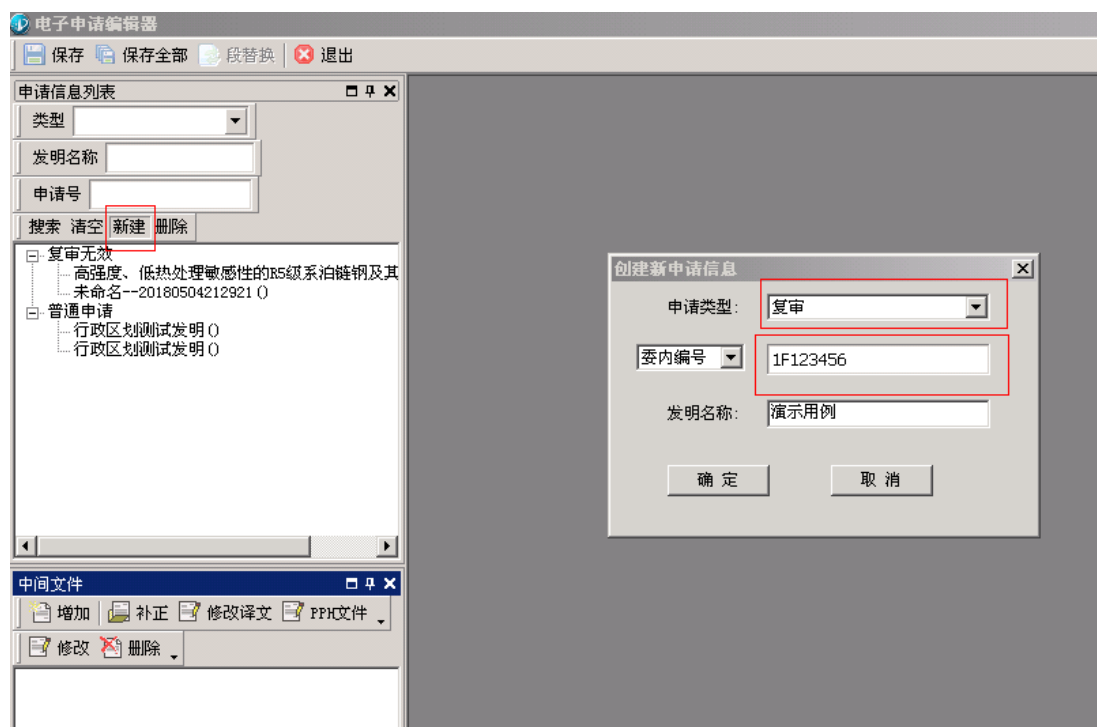 电子申请编辑器
保存 保存全部 段替换 退出
申请信息列表
类型
发明名称
申请号
搜索 清空 新建 删除
复审无效
高强度、低热处理敏感性的R5级系泊链钢及其
未命名--20180504212921 ()
普通申请
行政区划测试发明()
行政区划测试发明()
创建新申请信息
申请类型: 复审
委内编号 1F123456
发明名称: 演示用例
确 定 取 消
中间文件
增加 补正 修改译文 PPH文件
修改 删除